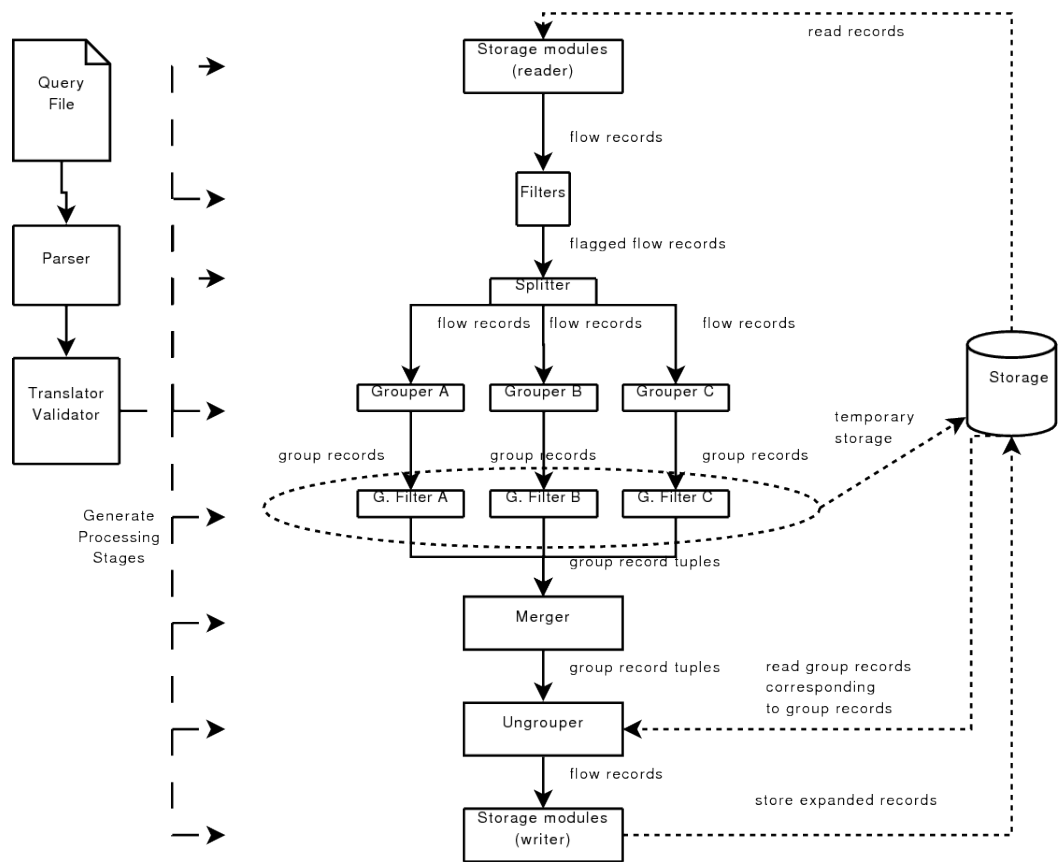 read records
Storage modules
(reader)
Query
File
flow records
Filters
Parser
flagged flow records
Splitter
flow records
flow records
flow records
Storage
Translator
Validator
Grouper A
Grouper B
Grouper C
temporary
storage
group records
group records
group records
G. Filter A
G. Filter B
G. Filter C
Generate
Processing
Stages
group record tuples
Merger
group record tuples
read group records
corresponding
to group records
Ungrouper
flow records
store expanded records
Storage modules
(writer)